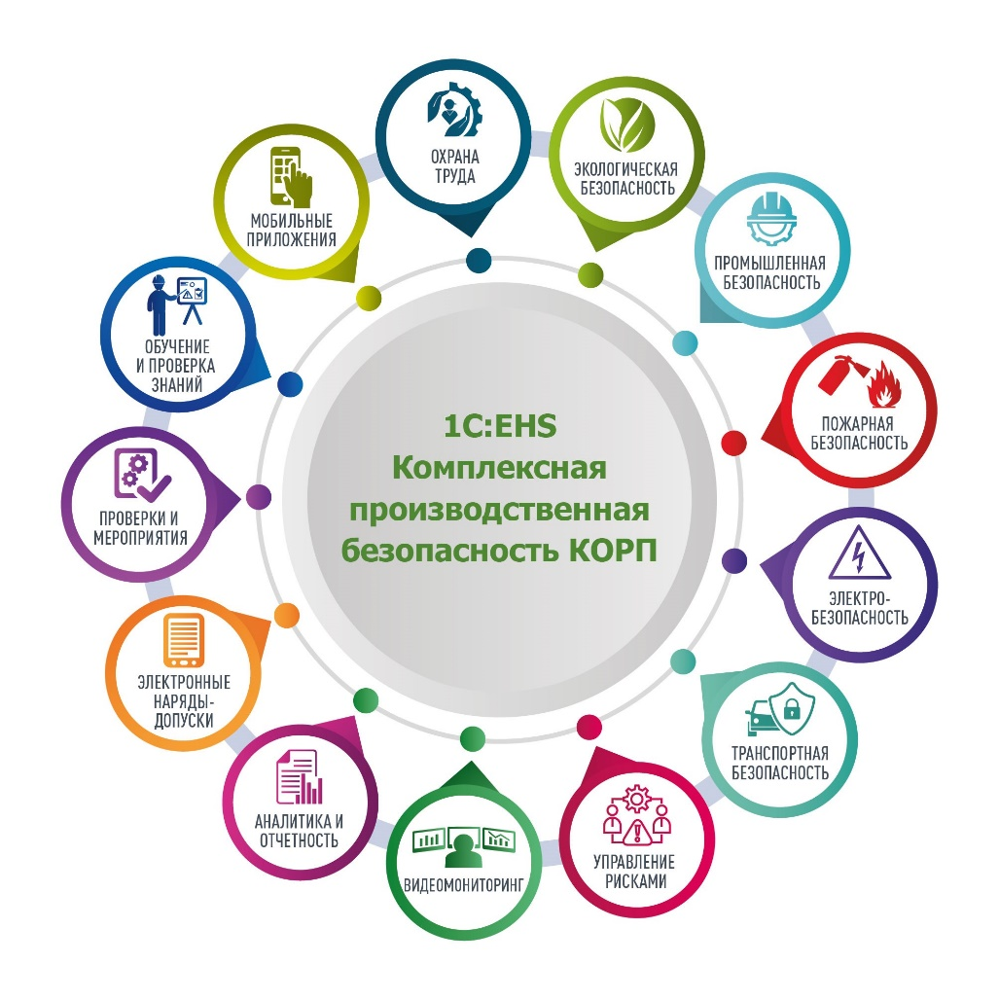 ОХРАНА
ТРУДА
ЭКОЛОГИЧЕСКАЯ
БЕЗОПАСНОСТЬ
ПРОМЫШЛЕННАЯ
БЕЗОПАСНОСТЬ
ПОЖАРНАЯ
БЕЗОПАСНОСТЬ
ЭЛЕКТРО-
БЕЗОПАСНОСТЬ
ТРАНСПОРТНАЯ
БЕЗОПАСНОСТЬ
УПРАВЛЕНИЕ
РИСКАМИ
ВИДЕОМОНИТОРИНГ
АНАЛИТИКА И
ОТЧЕТНОСТЬ
ЭЛЕКТРОННЫЕ
НАРЯДЫ-
ДОПУСКИ
ПРОВЕРКИ И
МЕРОПРИЯТИЯ
ОБУЧЕНИЕ
И ПРОВЕРКА
ЗНАНИЙ
МОБИЛЬНЫЕ
ПРИЛОЖЕНИЯ
1С:EHS
Комплексная
производственная
безопасность КОРП